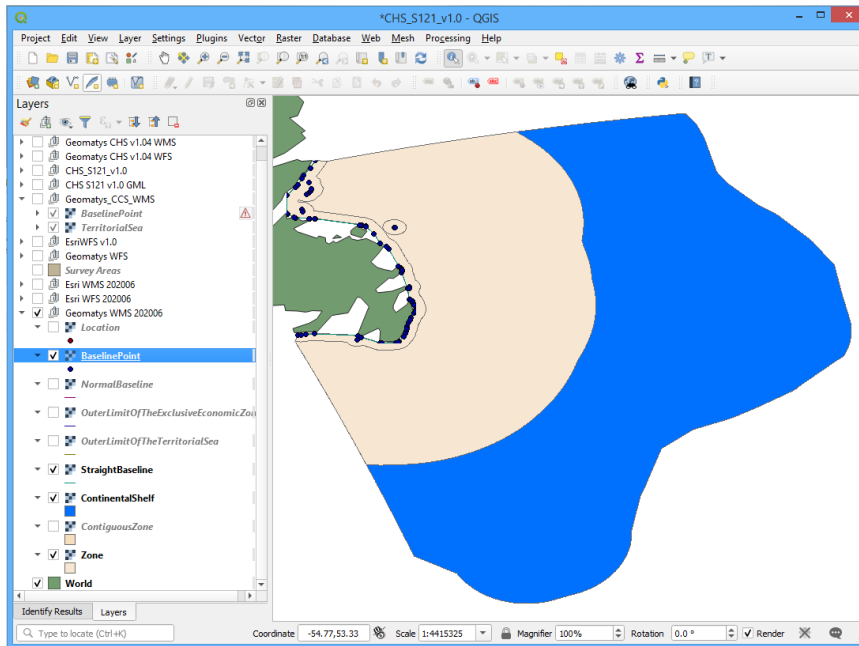 *CHS_S121_v1.0 - QGIS
Project Edit View Layer Settings Plugins Vector Raster Database Web Mesh Processing Help
Layers
Geomatys CHS v1.04 WMS
Geomatys CHS v1.04 WFS
CHS_S121_v1.0
CHS S121 v1.0 GML
Geomatys_CCS_WMS
BaselinePoint
TerritorialSea
EsriWFS v1.0
Geomatys WFS
Survey Areas
Esri WMS 202006
Esri WFS 202006
Geomatys WMS 202006
Location
BaselinePoint
NormalBaseline
OuterLimitOfTheExclusiveEconomicZon
OuterLimitOfTheTerritorialSea
StraightBaseline
ContinentalShelf
ContiguousZone
Zone
World
Identify Results Layers
Type to locate (Ctrl+K) Coordinate -54.77,53.33 Scale 1:4415325 Magnifier 100% Rotation 0.0 ° Render